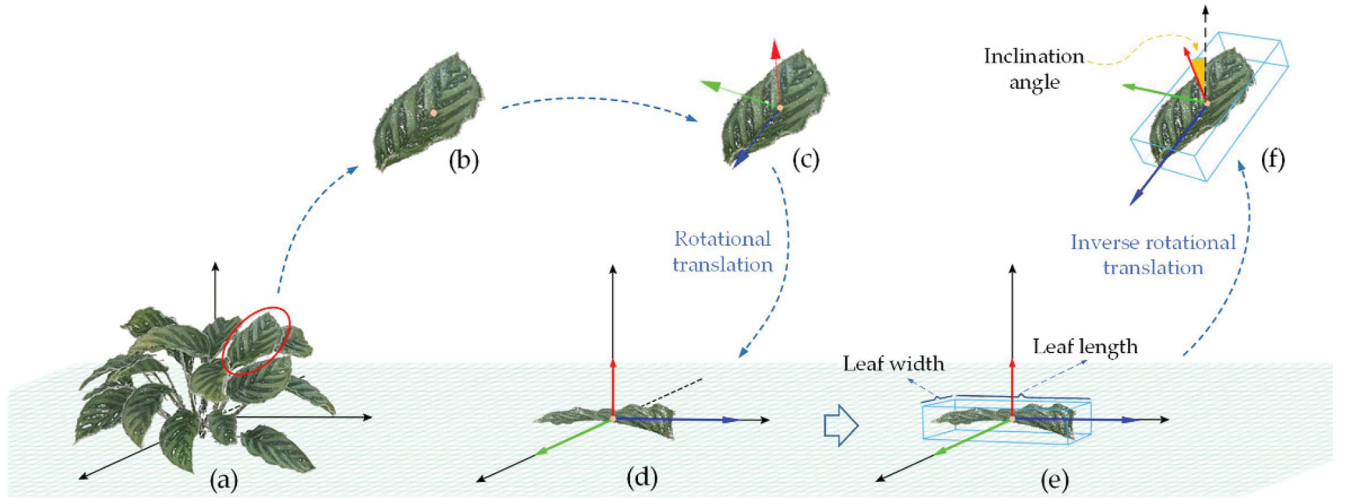 Inclination
angle
(b)
(c)
(f)
Rotational
translation
Inverse rotational
translation
Leaf width
Leaf length
(a)
(d)
(e)